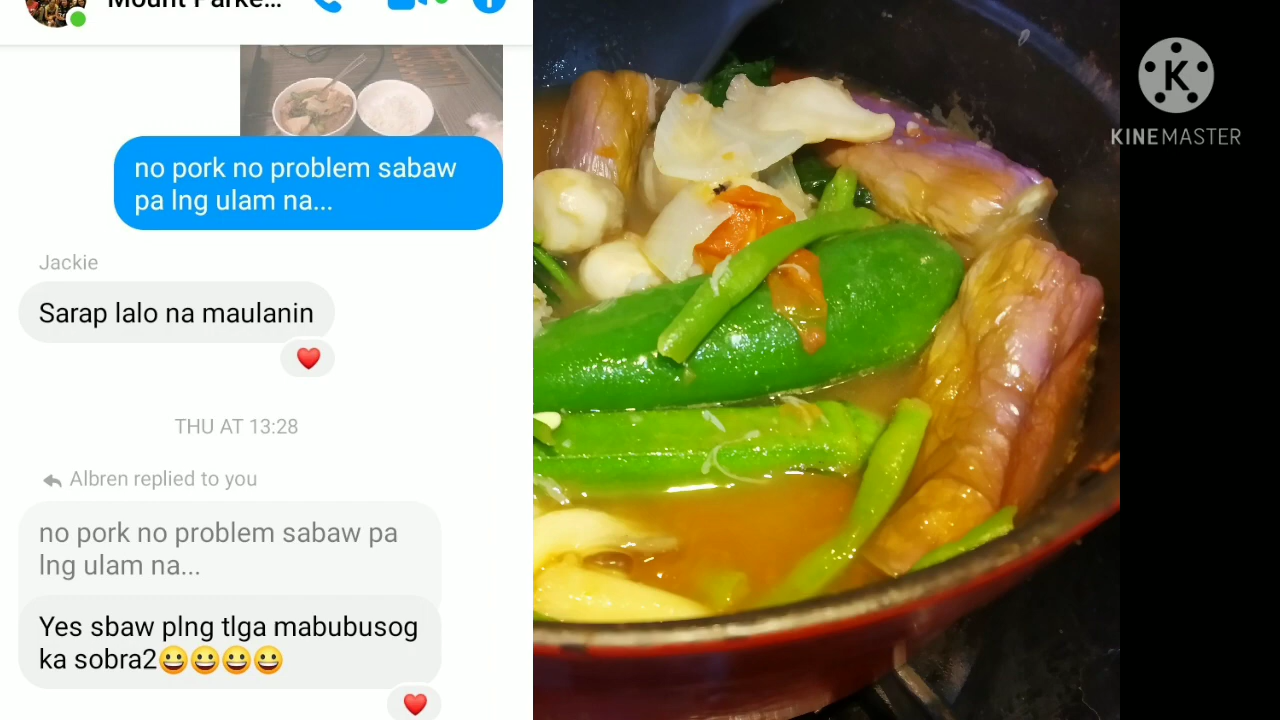 Mount Parke...
no pork no problem sabaw
pa lng ulam na...
Jackie
Sarap lalo na maulanin
THU AT 13:28
Albren replied to you
no pork no problem sabaw pa
lng ulam na...
Yes sbaw plng tlga mabubusog
ka sobra2😀😀😀😀
K
KINEMASTER